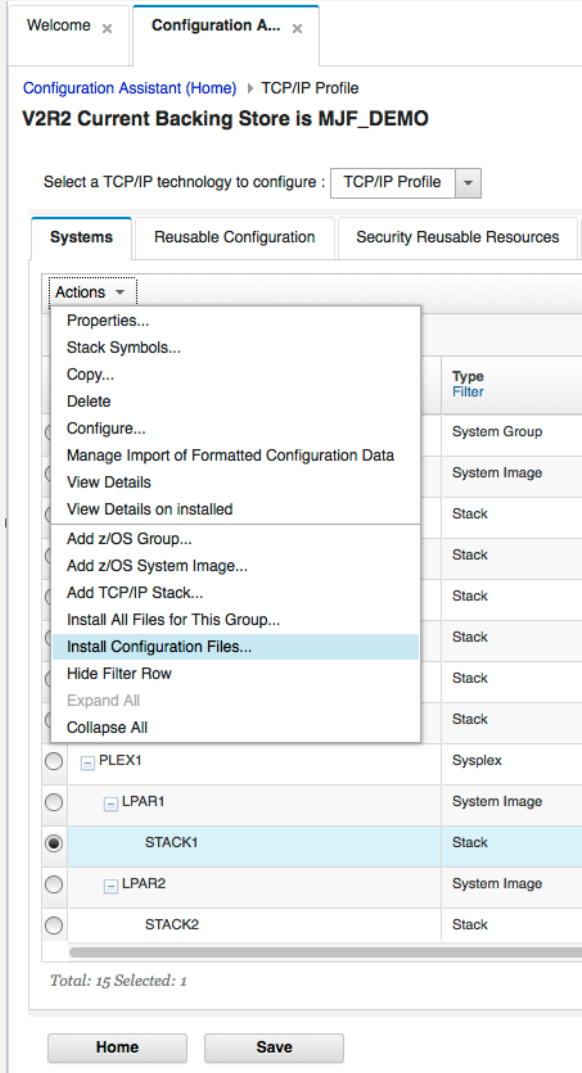 Welcome x Configuration A... x
Configuration Assistant (Home) TCP/IP Profile
V2R2 Current Backing Store is MJF_DEMO
Select a TCP/IP technology to configure : TCP/IP Profile
Systems Reusable Configuration Security Reusable Resources
Actions
Properties...
Stack Symbols...
Copy...
Type
Filter
Delete
Configure...
System Group
Manage Import of Formatted Configuration Data
View Details
System Image
View Details on installed
Stack
Add z/OS Group...
Stack
Add z/OS System Image...
Add TCP/IP Stack...
Stack
Install All Files for This Group...
Stack
Install Configuration Files...
Hide Filter Row
Stack
Expand All
Stack
Collapse All
PLEX1 Sysplex
LPAR1 System Image
STACK1 Stack
LPAR2 System Image
STACK2 Stack
Total: 15 Selected: 1
Home Save